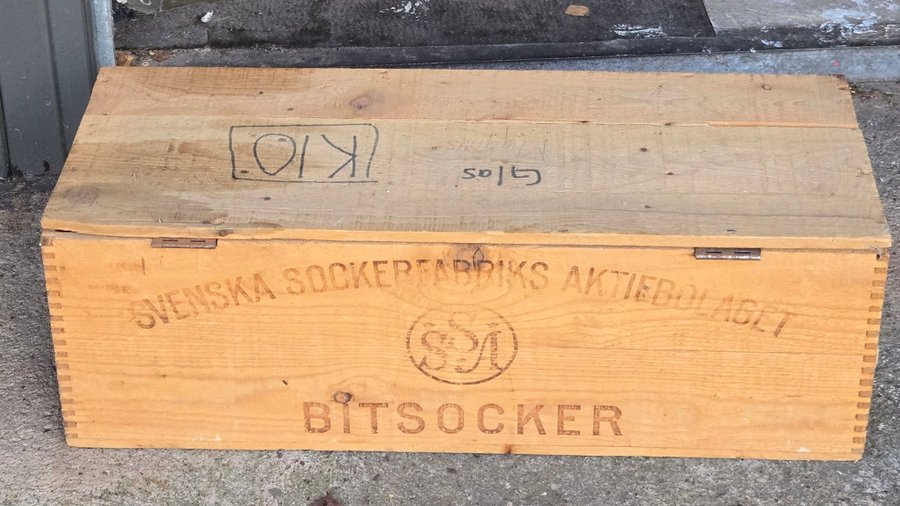 K10
Glas
SVENSKA SOCKERFABRIKS AKTIEBOLAGET
SSA
BITSOCKER